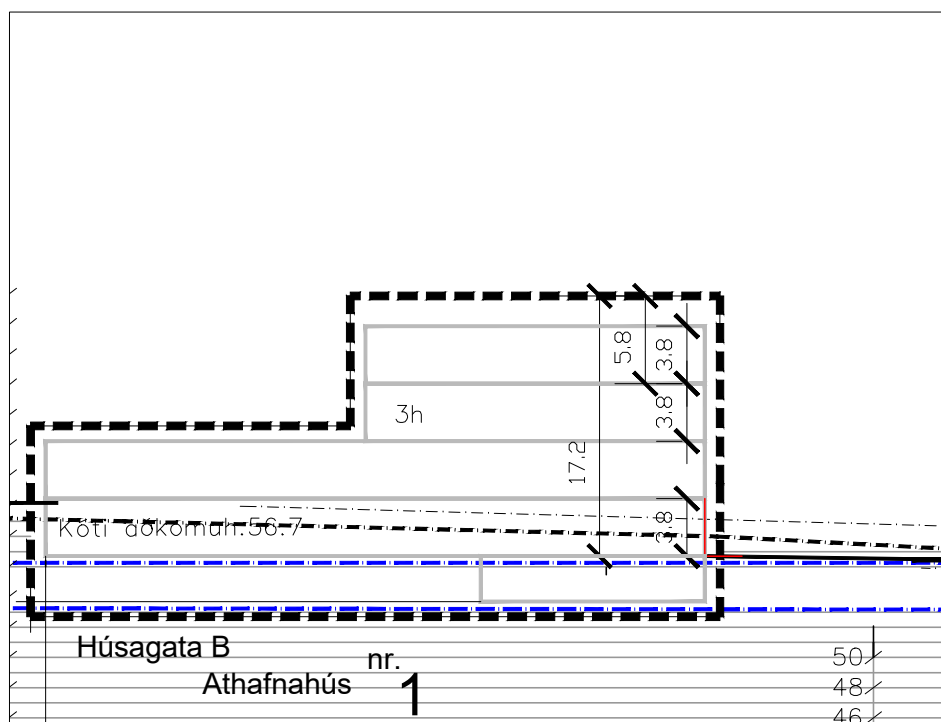 5.8
3.8
3h
3.8
17.2
Kóti aðkomuh.56.7
3.8
Húsagata B
nr.
Athafnahús 1
50
48
46